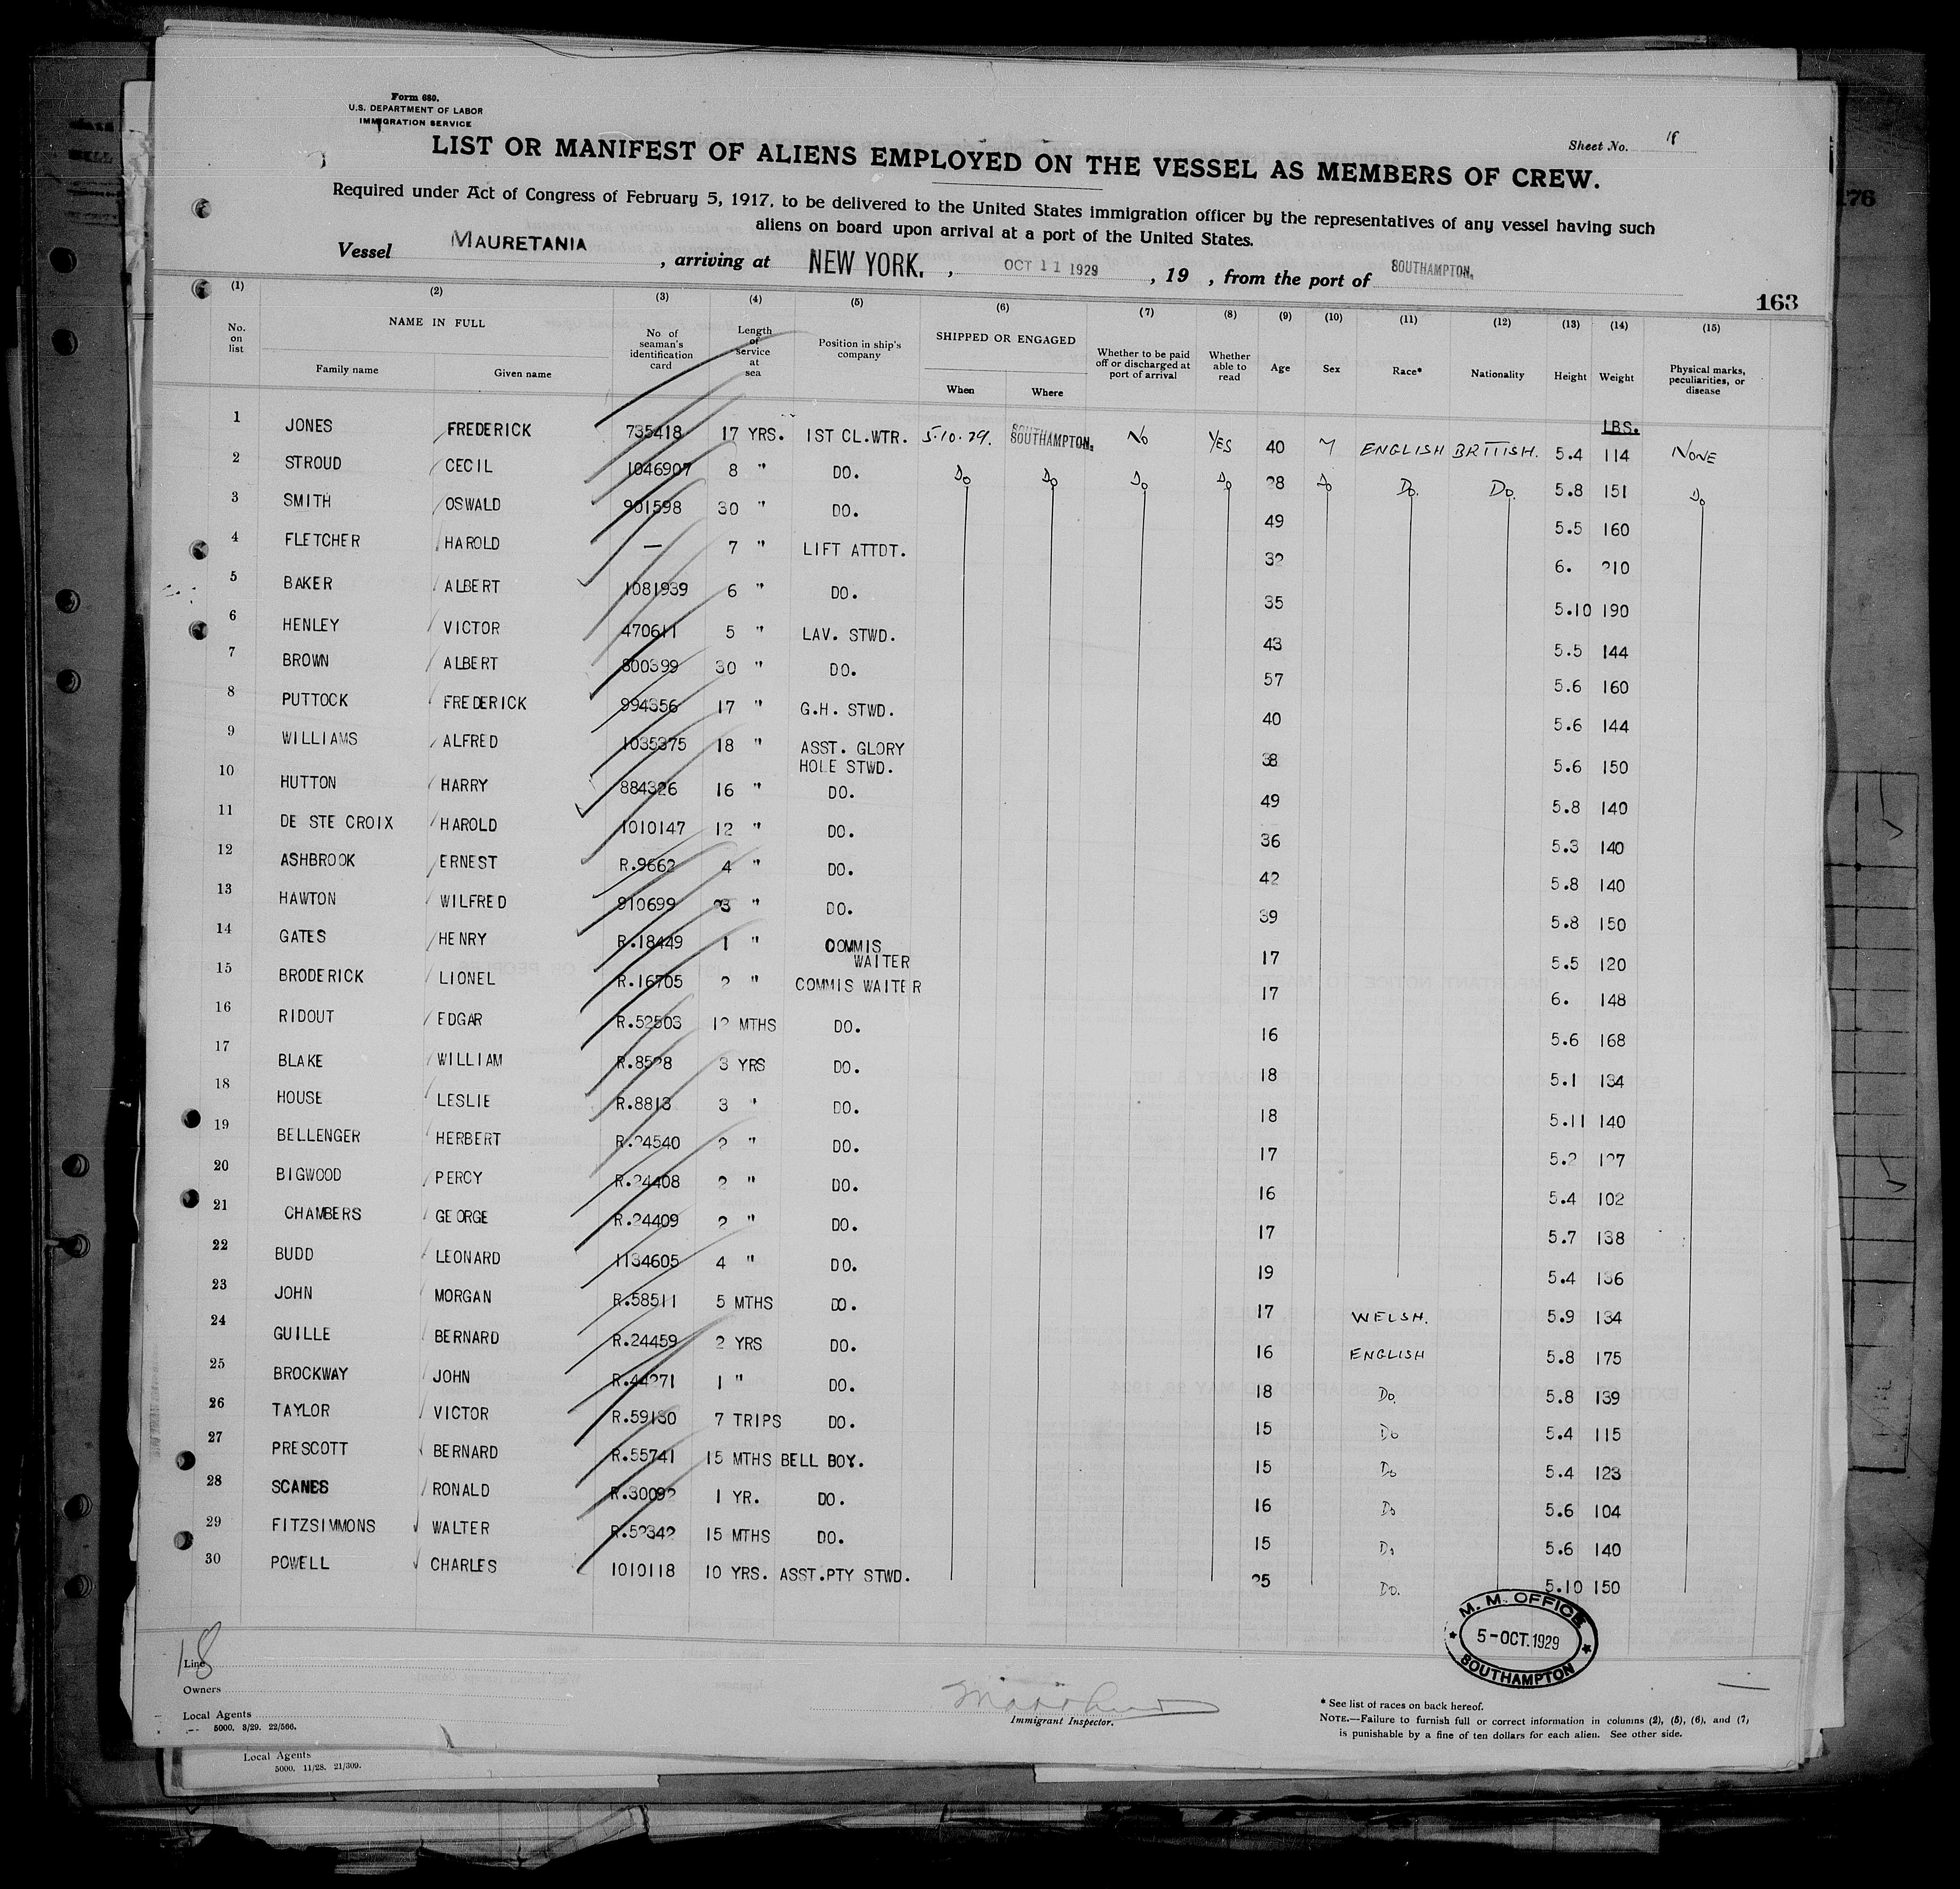 Form 680.
U.S. DEPARTMENT OF LABOR
IMMIGRATION SERVICE
Sheet No.
LIST OR MANIFEST OF ALIENS EMPLOYED ON THE VESSEL AS MEMBERS OF CREW.
Required under Act of Congress of February 5, 1917, to be delivered to the United States immigration officer by the representatives of any vessel having such
aliens on board upon arrival at a port of the United States.
Vessel MAURETANIA , arriving at NEW YORK. , OCT 11 1929 , 19 , from the port of SOUTHAMPTON.
163
(1) (2) (3) (4) (5) (6) (7) (8) (9) (10) (11) (12) (13) (14) (15)
No. on list NAME IN FULL Family name Given name No of seaman's identification card Length of service at sea Position in ship's company SHIPPED OR ENGAGED When Where Whether to be paid off or discharged at port of arrival Whether able to read Age Sex Race* Nationality Height Weight Physical marks, peculiarities, or disease
LBS.
1 JONES FREDERICK 735418 17 YRS. 1ST CL.WTR. 5.10.29. SOUTHAMPTON. No YES 40 M ENGLISH BRITISH. 5.4 114 NONE
2 STROUD CECIL 1046907 8 " DO. Do Do Do Do 28 Do Do. Do. 5.8 151 Do
3 SMITH OSWALD 901598 30 " DO. 49 5.5 160
4 FLETCHER HAROLD — 7 " LIFT ATTDT. 32 6. 210
5 BAKER ALBERT 1081939 6 " DO. 35 5.10 190
6 HENLEY VICTOR 470611 5 " LAV. STWD. 43 5.5 144
7 BROWN ALBERT 800399 30 " DO. 57 5.6 160
8 PUTTOCK FREDERICK 994356 17 " G.H. STWD. 40 5.6 144
9 WILLIAMS ALFRED 1035375 18 " ASST. GLORY HOLE STWD. 38 5.6 150
10 HUTTON HARRY 884326 16 " DO. 49 5.8 140
11 DE STE CROIX HAROLD 1010147 12 " DO. 36 5.3 140
12 ASHBROOK ERNEST R.9662 4 " DO. 42 5.8 140
13 HAWTON WILFRED 910699 23 " DO. 39 5.8 150
14 GATES HENRY R.18449 1 " COMMIS WAITER 17 5.5 120
15 BRODERICK LIONEL R.16705 2 " COMMIS WAITER 17 6. 148
16 RIDOUT EDGAR R.52503 12 MTHS DO. 16 5.6 168
17 BLAKE WILLIAM R.8528 3 YRS DO. 18 5.1 134
18 HOUSE LESLIE R.8813 3 " DO. 18 5.11 140
19 BELLENGER HERBERT R.24540 2 " DO. 17 5.2 127
20 BIGWOOD PERCY R.24408 2 " DO. 16 5.4 102
21 CHAMBERS GEORGE R.24409 2 " DO. 17 5.7 138
22 BUDD LEONARD 1134605 4 " DO. 19 5.4 136
23 JOHN MORGAN R.58511 5 MTHS DO. 17 WELSH. 5.9 134
24 GUILLE BERNARD R.24459 2 YRS DO. 16 ENGLISH 5.8 175
25 BROCKWAY JOHN R.44271 1 " DO. 18 Do. 5.8 139
26 TAYLOR VICTOR R.59130 7 TRIPS DO. 15 Do 5.4 115
27 PRESCOTT BERNARD R.55741 15 MTHS BELL BOY. 15 Do 5.4 123
28 SCANES RONALD R.30092 1 YR. DO. 16 Do 5.6 104
29 FITZSIMMONS WALTER R.52342 15 MTHS DO. 15 Do 5.6 140
30 POWELL CHARLES 1010118 10 YRS. ASST.PTY STWD. 25 Do. 5.10 150
M. M. OFFICE
5-OCT.1929
SOUTHAMPTON
18
Line
Owners
Local Agents
5000. 8/29. 22/566.
Immigrant Inspector.
* See list of races on back hereof.
NOTE.—Failure to furnish full or correct information in columns (2), (5), (6), and (7)
is punishable by a fine of ten dollars for each alien. See other side.
Local Agents
5000. 11/28. 21/309.
176